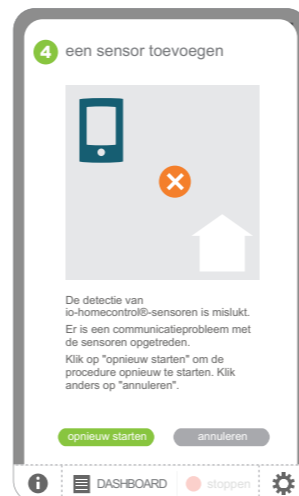 4 een sensor toevoegen
De detectie van
io-homecontrol®-sensoren is mislukt.
Er is een communicatieprobleem met
de sensoren opgetreden.
Klik op "opnieuw starten" om de
procedure opnieuw te starten. Klik
anders op "annuleren".
opnieuw starten annuleren
i DASHBOARD stoppen